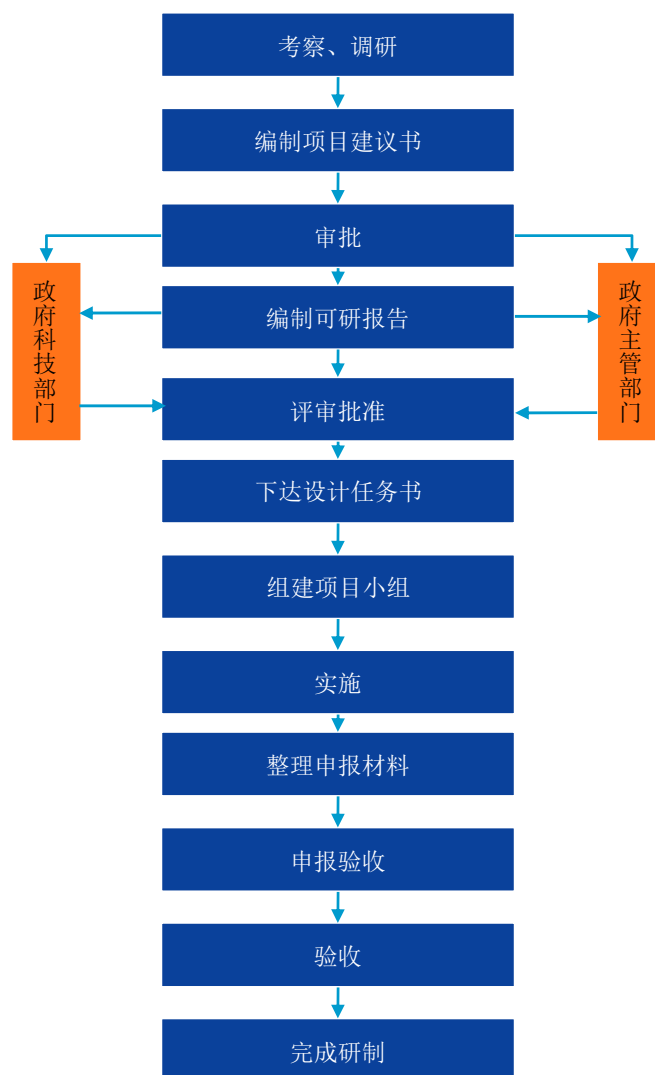 考察、调研
编制项目建议书
审批
政府科技部门
编制可研报告
政府主管部门
评审批准
下达设计任务书
组建项目小组
实施
整理申报材料
申报验收
验收
完成研制